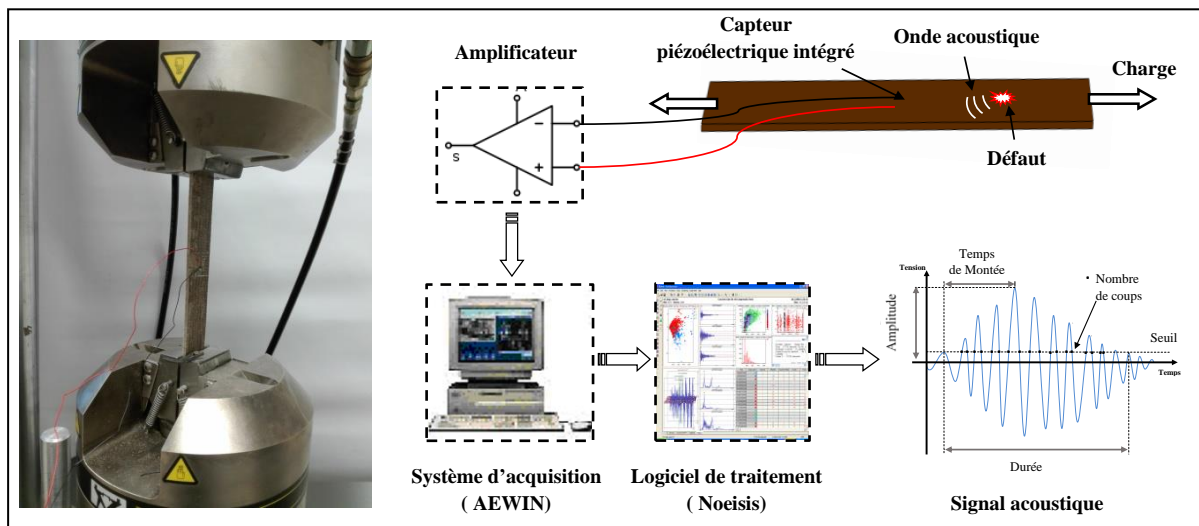 Capteur
piézoélectrique intégré
Onde acoustique
Amplificateur
Charge
Défaut
−
+
S
Temps
de Montée
Tension
• Nombre
de coups
Amplitude
Seuil
Temps
Durée
Système d’acquisition
( AEWIN)
Logiciel de traitement
( Noeisis)
Signal acoustique